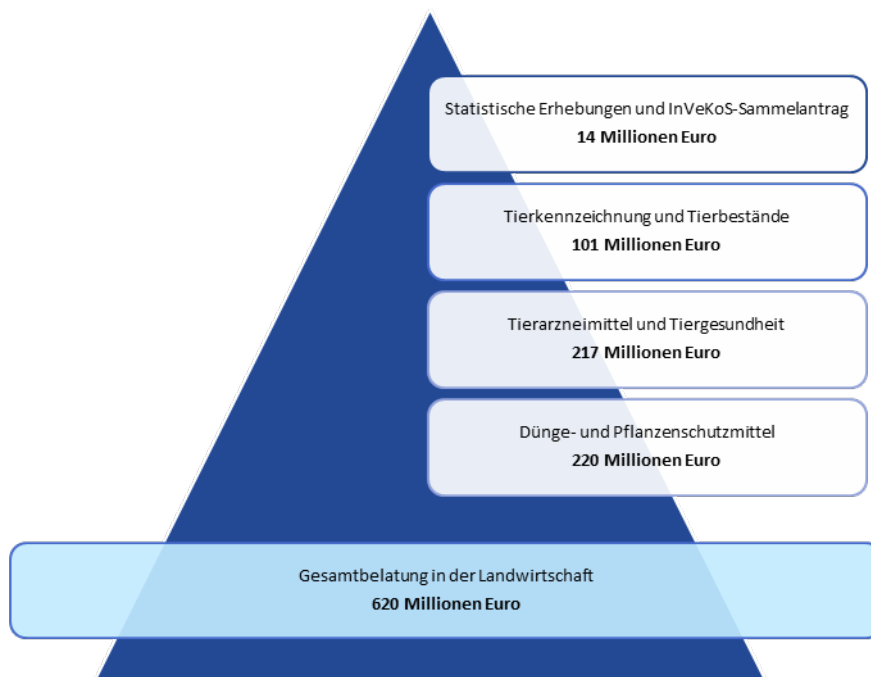 Statistische Erhebungen und InVeKoS-Sammelantrag
14 Millionen Euro
Tierkennzeichnung und Tierbestände
101 Millionen Euro
Tierarzneimittel und Tiergesundheit
217 Millionen Euro
Dünge- und Pflanzenschutzmittel
220 Millionen Euro
Gesamtbelatung in der Landwirtschaft
620 Millionen Euro